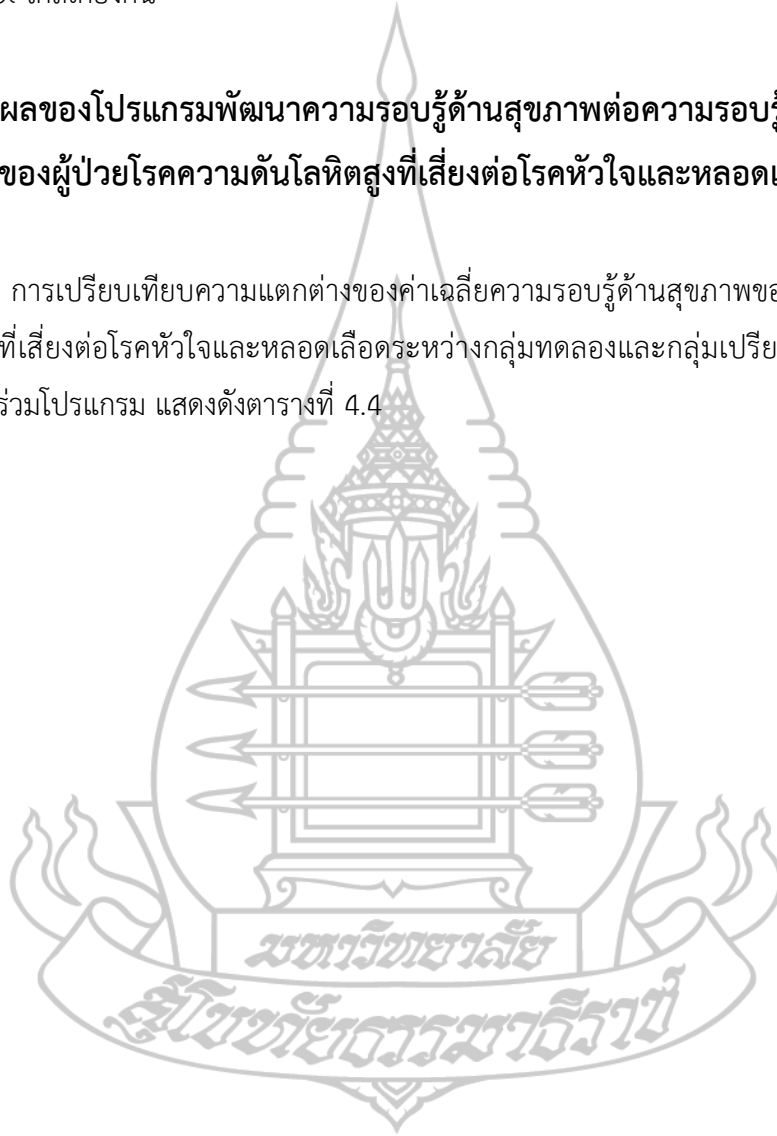 ใกล้เคียงกัน
ผลของโปรแกรมพัฒนาความรอบรู้ด้านสุขภาพต่อความรอบรู้
ของผู้ป่วยโรคความดันโลหิตสูงที่เสี่ยงต่อโรคหัวใจและหลอดเ
การเปรียบเทียบความแตกต่างของค่าเฉลี่ยความรอบรู้ด้านสุขภาพขอ
ที่เสี่ยงต่อโรคหัวใจและหลอดเลือดระหว่างกลุ่มทดลองและกลุ่มเปรีย
ร่วมโปรแกรม แสดงดังตารางที่ 4.4
มหาวิทยาลัย
สุโขทัยธรรมาธิราช